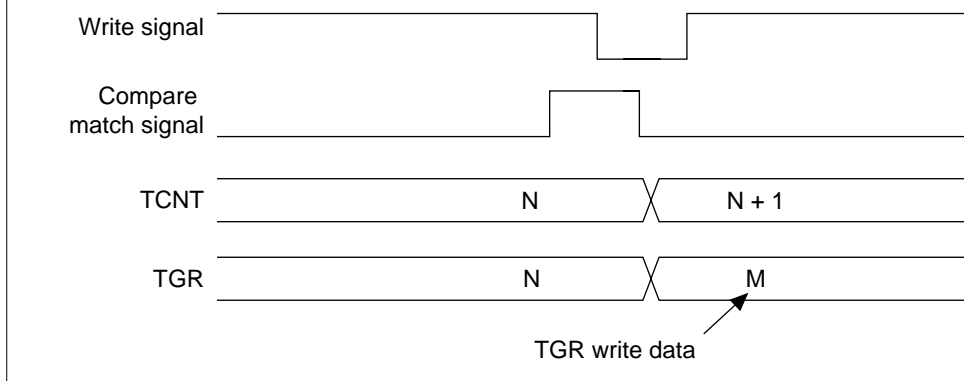 Write signal
Compare
match signal
TCNT
N
N + 1
TGR
N
M
TGR write data